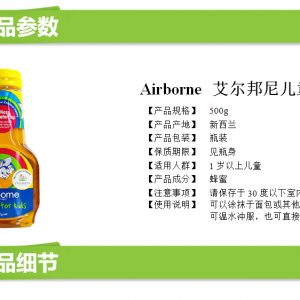 品参数
Airborne 艾尔邦尼儿童
【产品规格】 500g
【产品产地】 新西兰
【产品包装】 瓶装
【保质期限】 见瓶身
【适用人群】 1 岁以上儿童
【产品成分】 蜂蜜
【注意事项】 请保存于 30 度以下室内
【使用说明】 可以涂抹于面包或其他
可温水冲服，也可直接
for kids
品细节